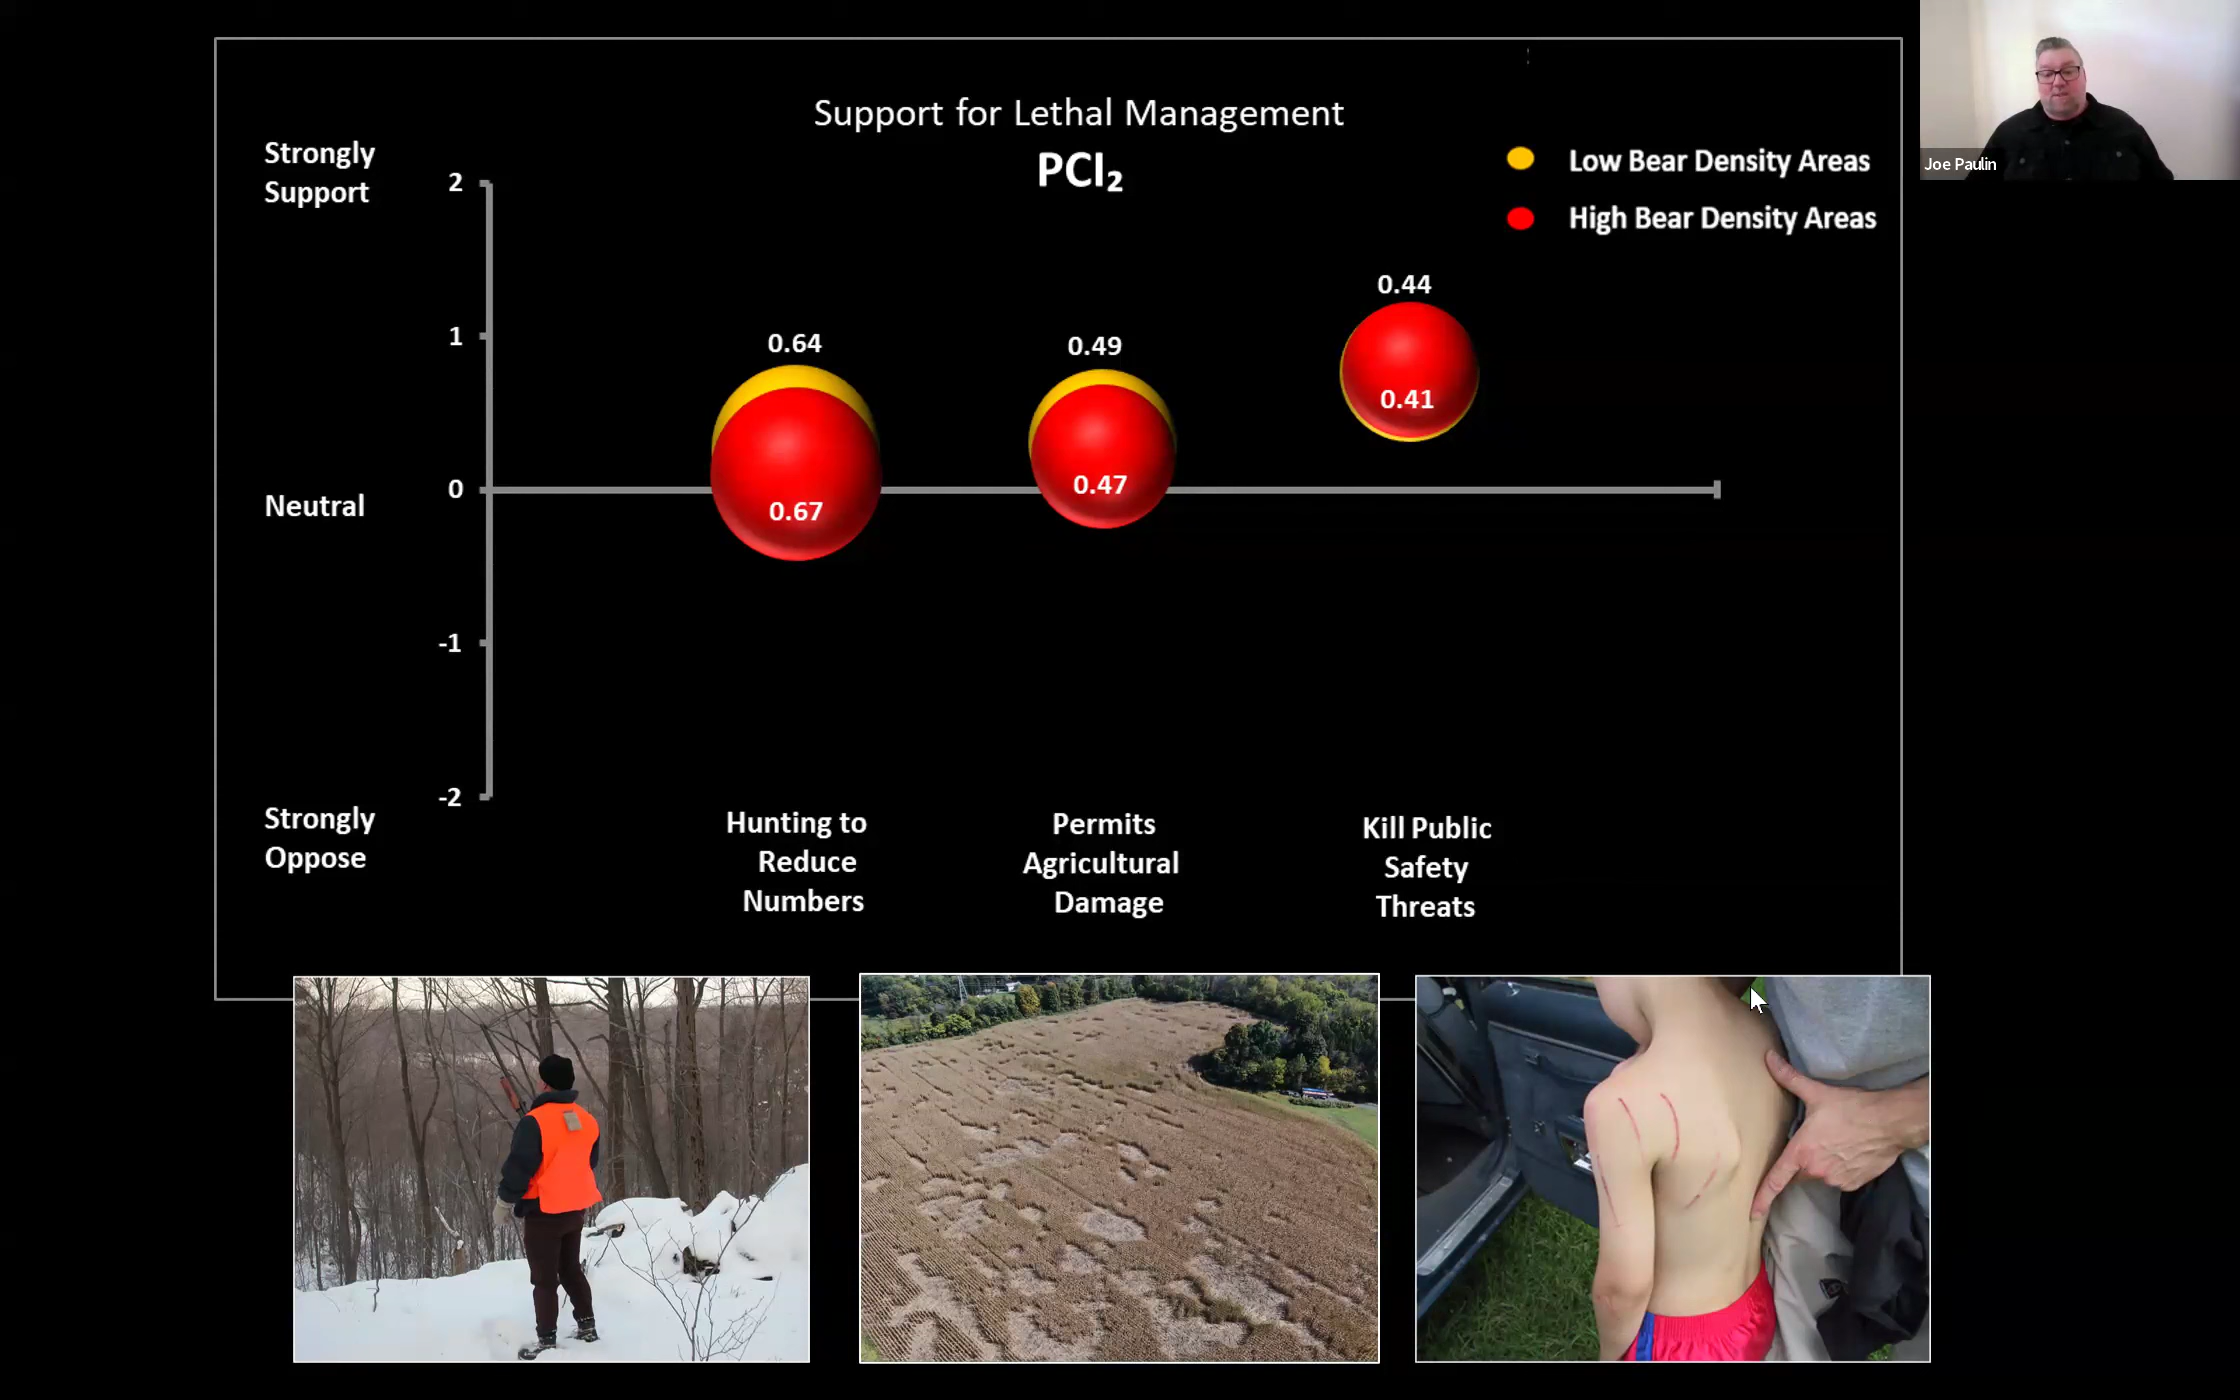 Support for Lethal Management
PCI₂
Low Bear Density Areas
High Bear Density Areas
Joe Paulin
Strongly
Support
2
1
0
-1
-2
Neutral
Strongly
Oppose
0.64
0.67
0.49
0.47
0.44
0.41
Hunting to
Reduce
Numbers
Permits
Agricultural
Damage
Kill Public
Safety
Threats